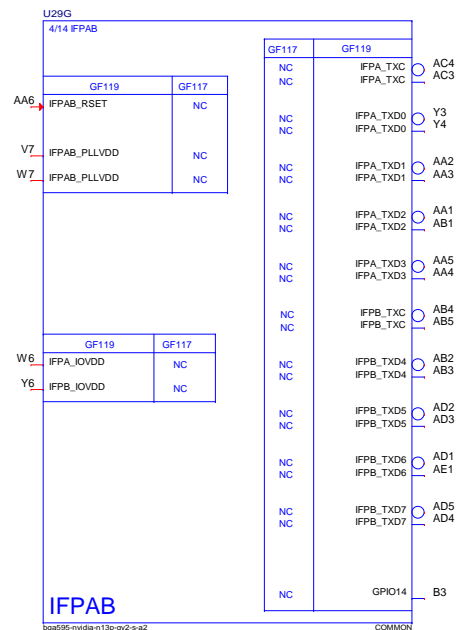 U29G
4/14 IFPAB
GF119 GF117
AA6 IFPAB_RSET NC
V7 IFPAB_PLLVDD NC
W7 IFPAB_PLLVDD NC
GF119 GF117
W6 IFPA_IOVDD NC
Y6 IFPB_IOVDD NC
GF117 GF119
NC IFPA_TXC AC4
NC IFPA_TXC AC3
NC IFPA_TXD0 Y3
NC IFPA_TXD0 Y4
NC IFPA_TXD1 AA2
NC IFPA_TXD1 AA3
NC IFPA_TXD2 AA1
NC IFPA_TXD2 AB1
NC IFPA_TXD3 AA5
NC IFPA_TXD3 AA4
NC IFPB_TXC AB4
NC IFPB_TXC AB5
NC IFPB_TXD4 AB2
NC IFPB_TXD4 AB3
NC IFPB_TXD5 AD2
NC IFPB_TXD5 AD3
NC IFPB_TXD6 AD1
NC IFPB_TXD6 AE1
NC IFPB_TXD7 AD5
NC IFPB_TXD7 AD4
NC GPIO14 B3
IFPAB
bga595-nvidia-n13p-gv2-s-a2 COMMON